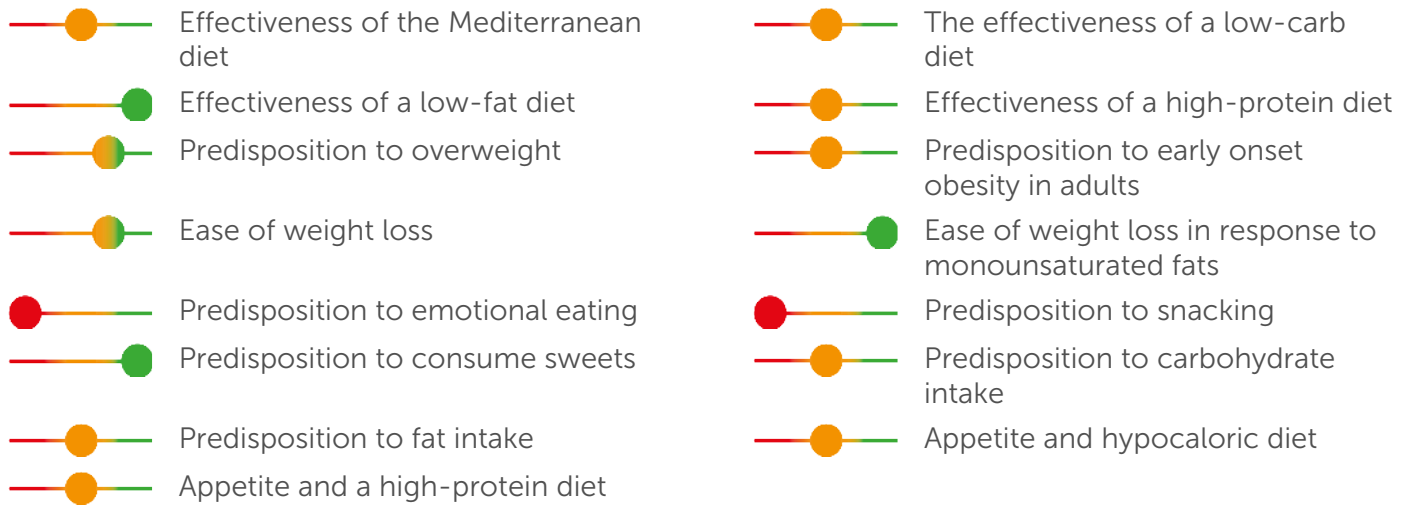 Effectiveness of the Mediterranean
diet
The effectiveness of a low-carb
diet
Effectiveness of a low-fat diet
Effectiveness of a high-protein diet
Predisposition to overweight
Predisposition to early onset
obesity in adults
Ease of weight loss
Ease of weight loss in response to
monounsaturated fats
Predisposition to emotional eating
Predisposition to snacking
Predisposition to consume sweets
Predisposition to carbohydrate
intake
Predisposition to fat intake
Appetite and hypocaloric diet
Appetite and a high-protein diet